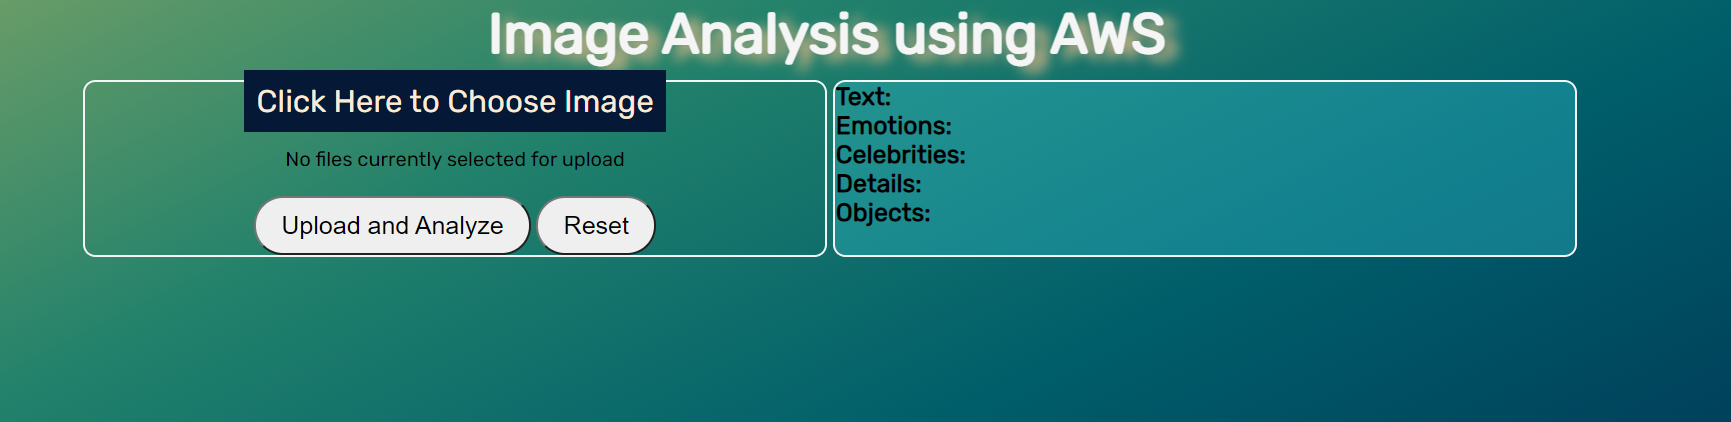 Image Analysis using AWS
Click Here to Choose Image
No files currently selected for upload
Upload and Analyze
Reset
Text:
Emotions:
Celebrities:
Details:
Objects: